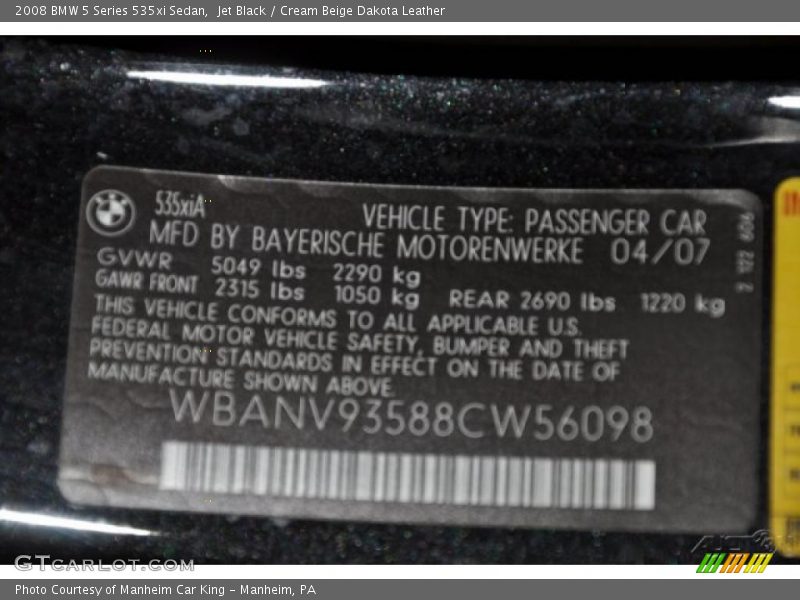 2008 BMW 5 Series 535xi Sedan, Jet Black / Cream Beige Dakota Leather
535xiA
VEHICLE TYPE: PASSENGER CAR
MFD BY BAYERISCHE MOTORENWERKE 04/07
GVWR 5049 lbs 2290 kg
GAWR FRONT 2315 lbs 1050 kg REAR 2690 lbs 1220 kg
THIS VEHICLE CONFORMS TO ALL APPLICABLE U.S.
FEDERAL MOTOR VEHICLE SAFETY, BUMPER AND THEFT
PREVENTION STANDARDS IN EFFECT ON THE DATE OF
MANUFACTURE SHOWN ABOVE.
WBANV93588CW56098
GTCARLOT.COM
Photo Courtesy of Manheim Car King - Manheim, PA